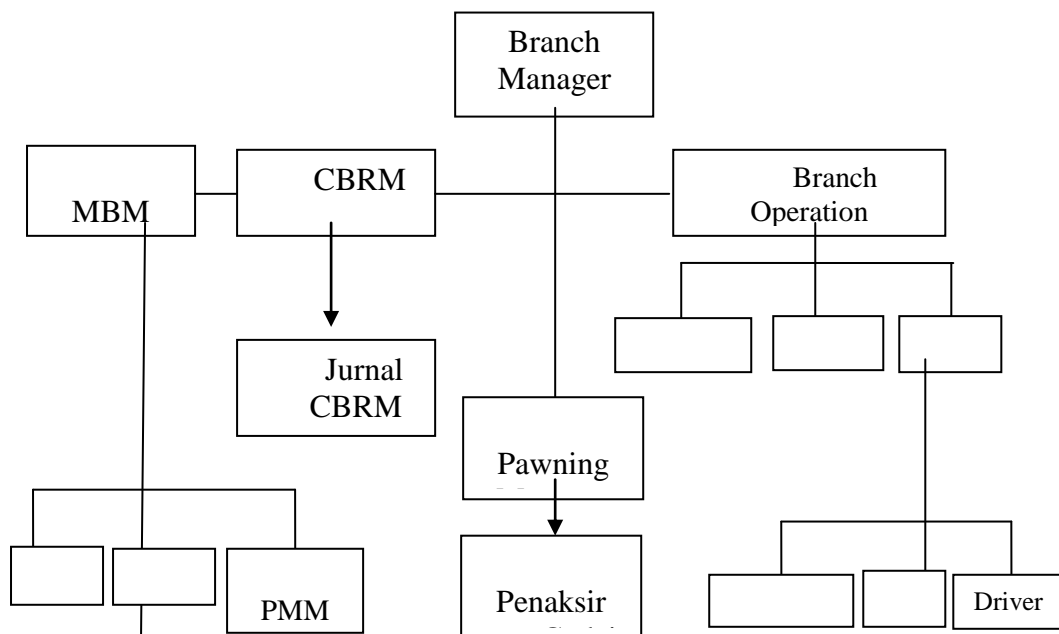 Branch
Manager
MBM
CBRM
Branch
Operation
Jurnal
CBRM
Pawning
PMM
Penaksir
Driver